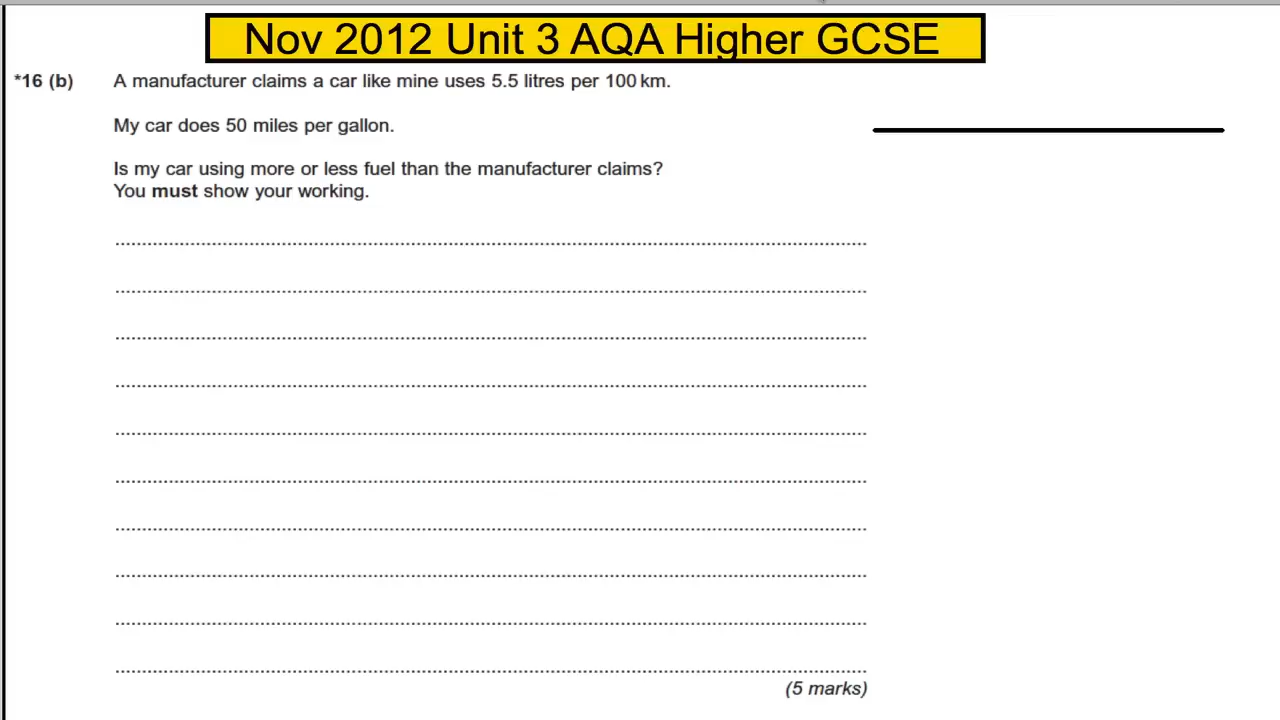 Nov 2012 Unit 3 AQA Higher GCSE
*16 (b) A manufacturer claims a car like mine uses 5.5 litres per 100 km.
My car does 50 miles per gallon.
Is my car using more or less fuel than the manufacturer claims?
You must show your working.
(5 marks)